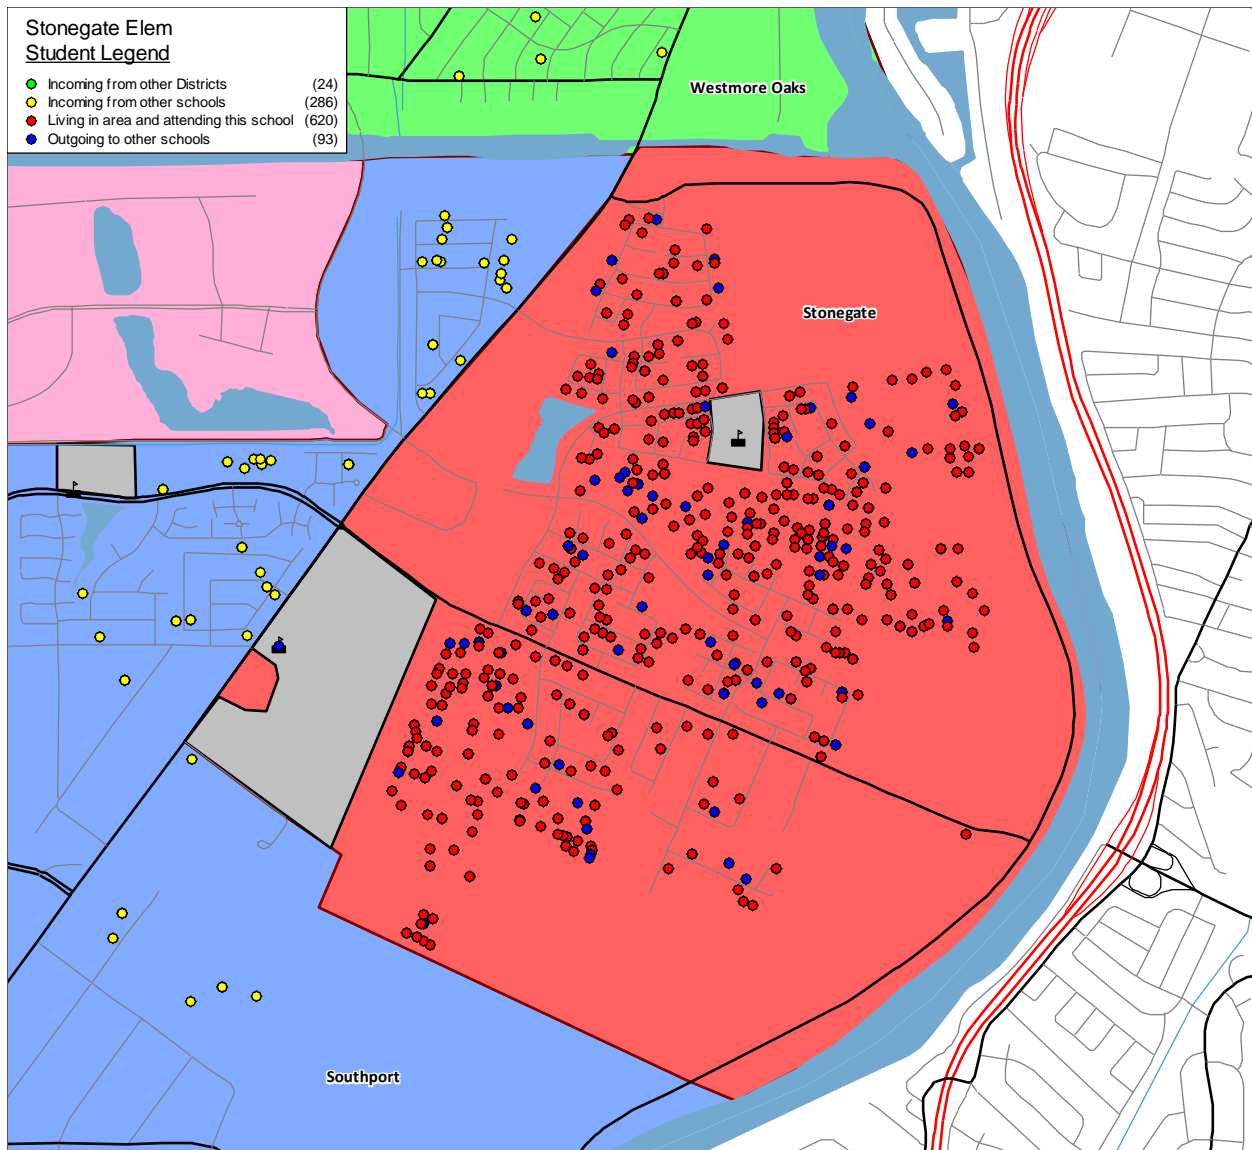 Stonegate Elem
Student Legend
Incoming from other Districts (24)
Incoming from other schools (286)
Living in area and attending this school (620)
Outgoing to other schools (93)
Westmore Oaks
Stonegate
Southport